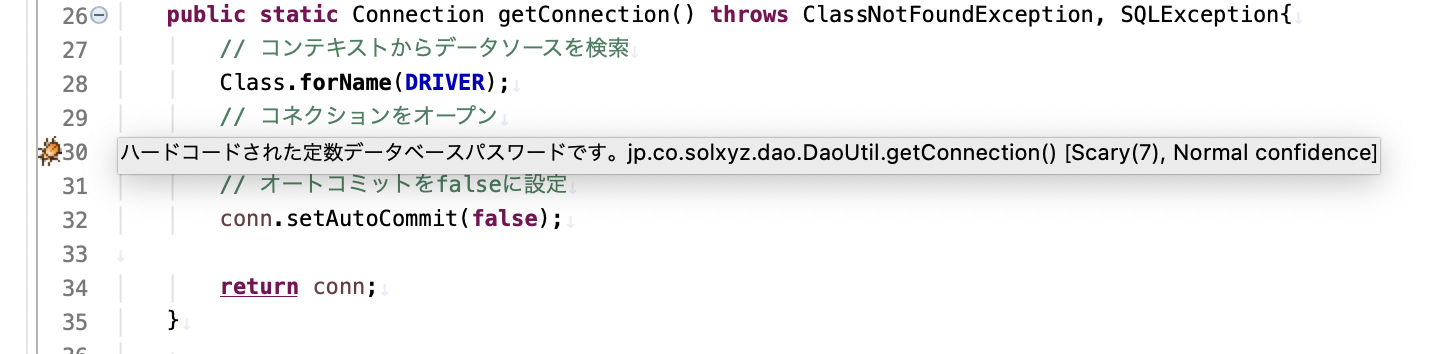 26 public static Connection getConnection() throws ClassNotFoundException, SQLException{↓
27 // コンテキストからデータソースを検索↓
28 Class.forName(DRIVER);↓
29 // コネクションをオープン↓
30 ハードコードされた定数データベースパスワードです。jp.co.solxyz.dao.DaoUtil.getConnection() [Scary(7), Normal confidence]
31 // オートコミットをfalseに設定↓
32 conn.setAutoCommit(false);↓
33 ↓
34 return conn;↓
35 }↓